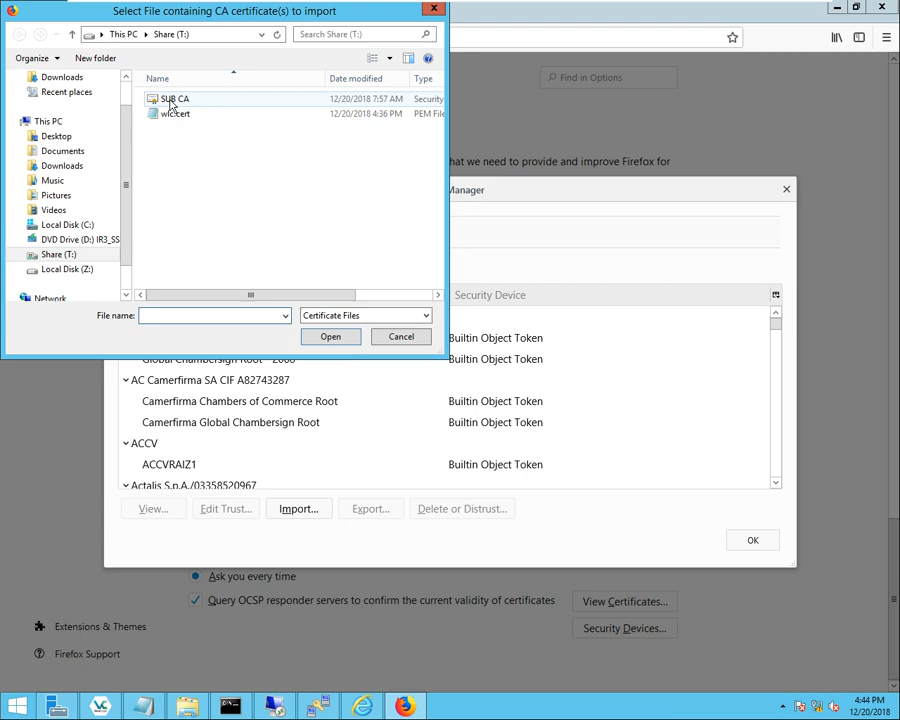 Select File containing CA certificate(s) to import
This PC
Share (T:)
Search Share (T:)
Organize
New folder
Name
Date modified
Type
Downloads
Recent places
This PC
Desktop
Documents
Downloads
Music
Pictures
Videos
Local Disk (C:)
DVD Drive (D:) IR3_SS
Share (T:)
Local Disk (Z:)
Network
SUB CA
12/20/2018 7:57 AM
Security
wlc.cert
12/20/2018 4:36 PM
PEM File
File name:
Certificate Files
Open
Cancel
Find in Options
hat we need to provide and improve Firefox for
Manager
Security Device
Builtin Object Token
Global Chambersign Root - 2008
Builtin Object Token
AC Camerfirma SA CIF A82743287
Camerfirma Chambers of Commerce Root
Builtin Object Token
Camerfirma Global Chambersign Root
Builtin Object Token
ACCV
ACCVRAIZ1
Builtin Object Token
Actalis S.p.A./03358520967
View...
Edit Trust...
Import...
Export...
Delete or Distrust...
OK
Ask you every time
Query OCSP responder servers to confirm the current validity of certificates
View Certificates...
Security Devices...
Extensions & Themes
Firefox Support
4:44 PM
12/20/2018